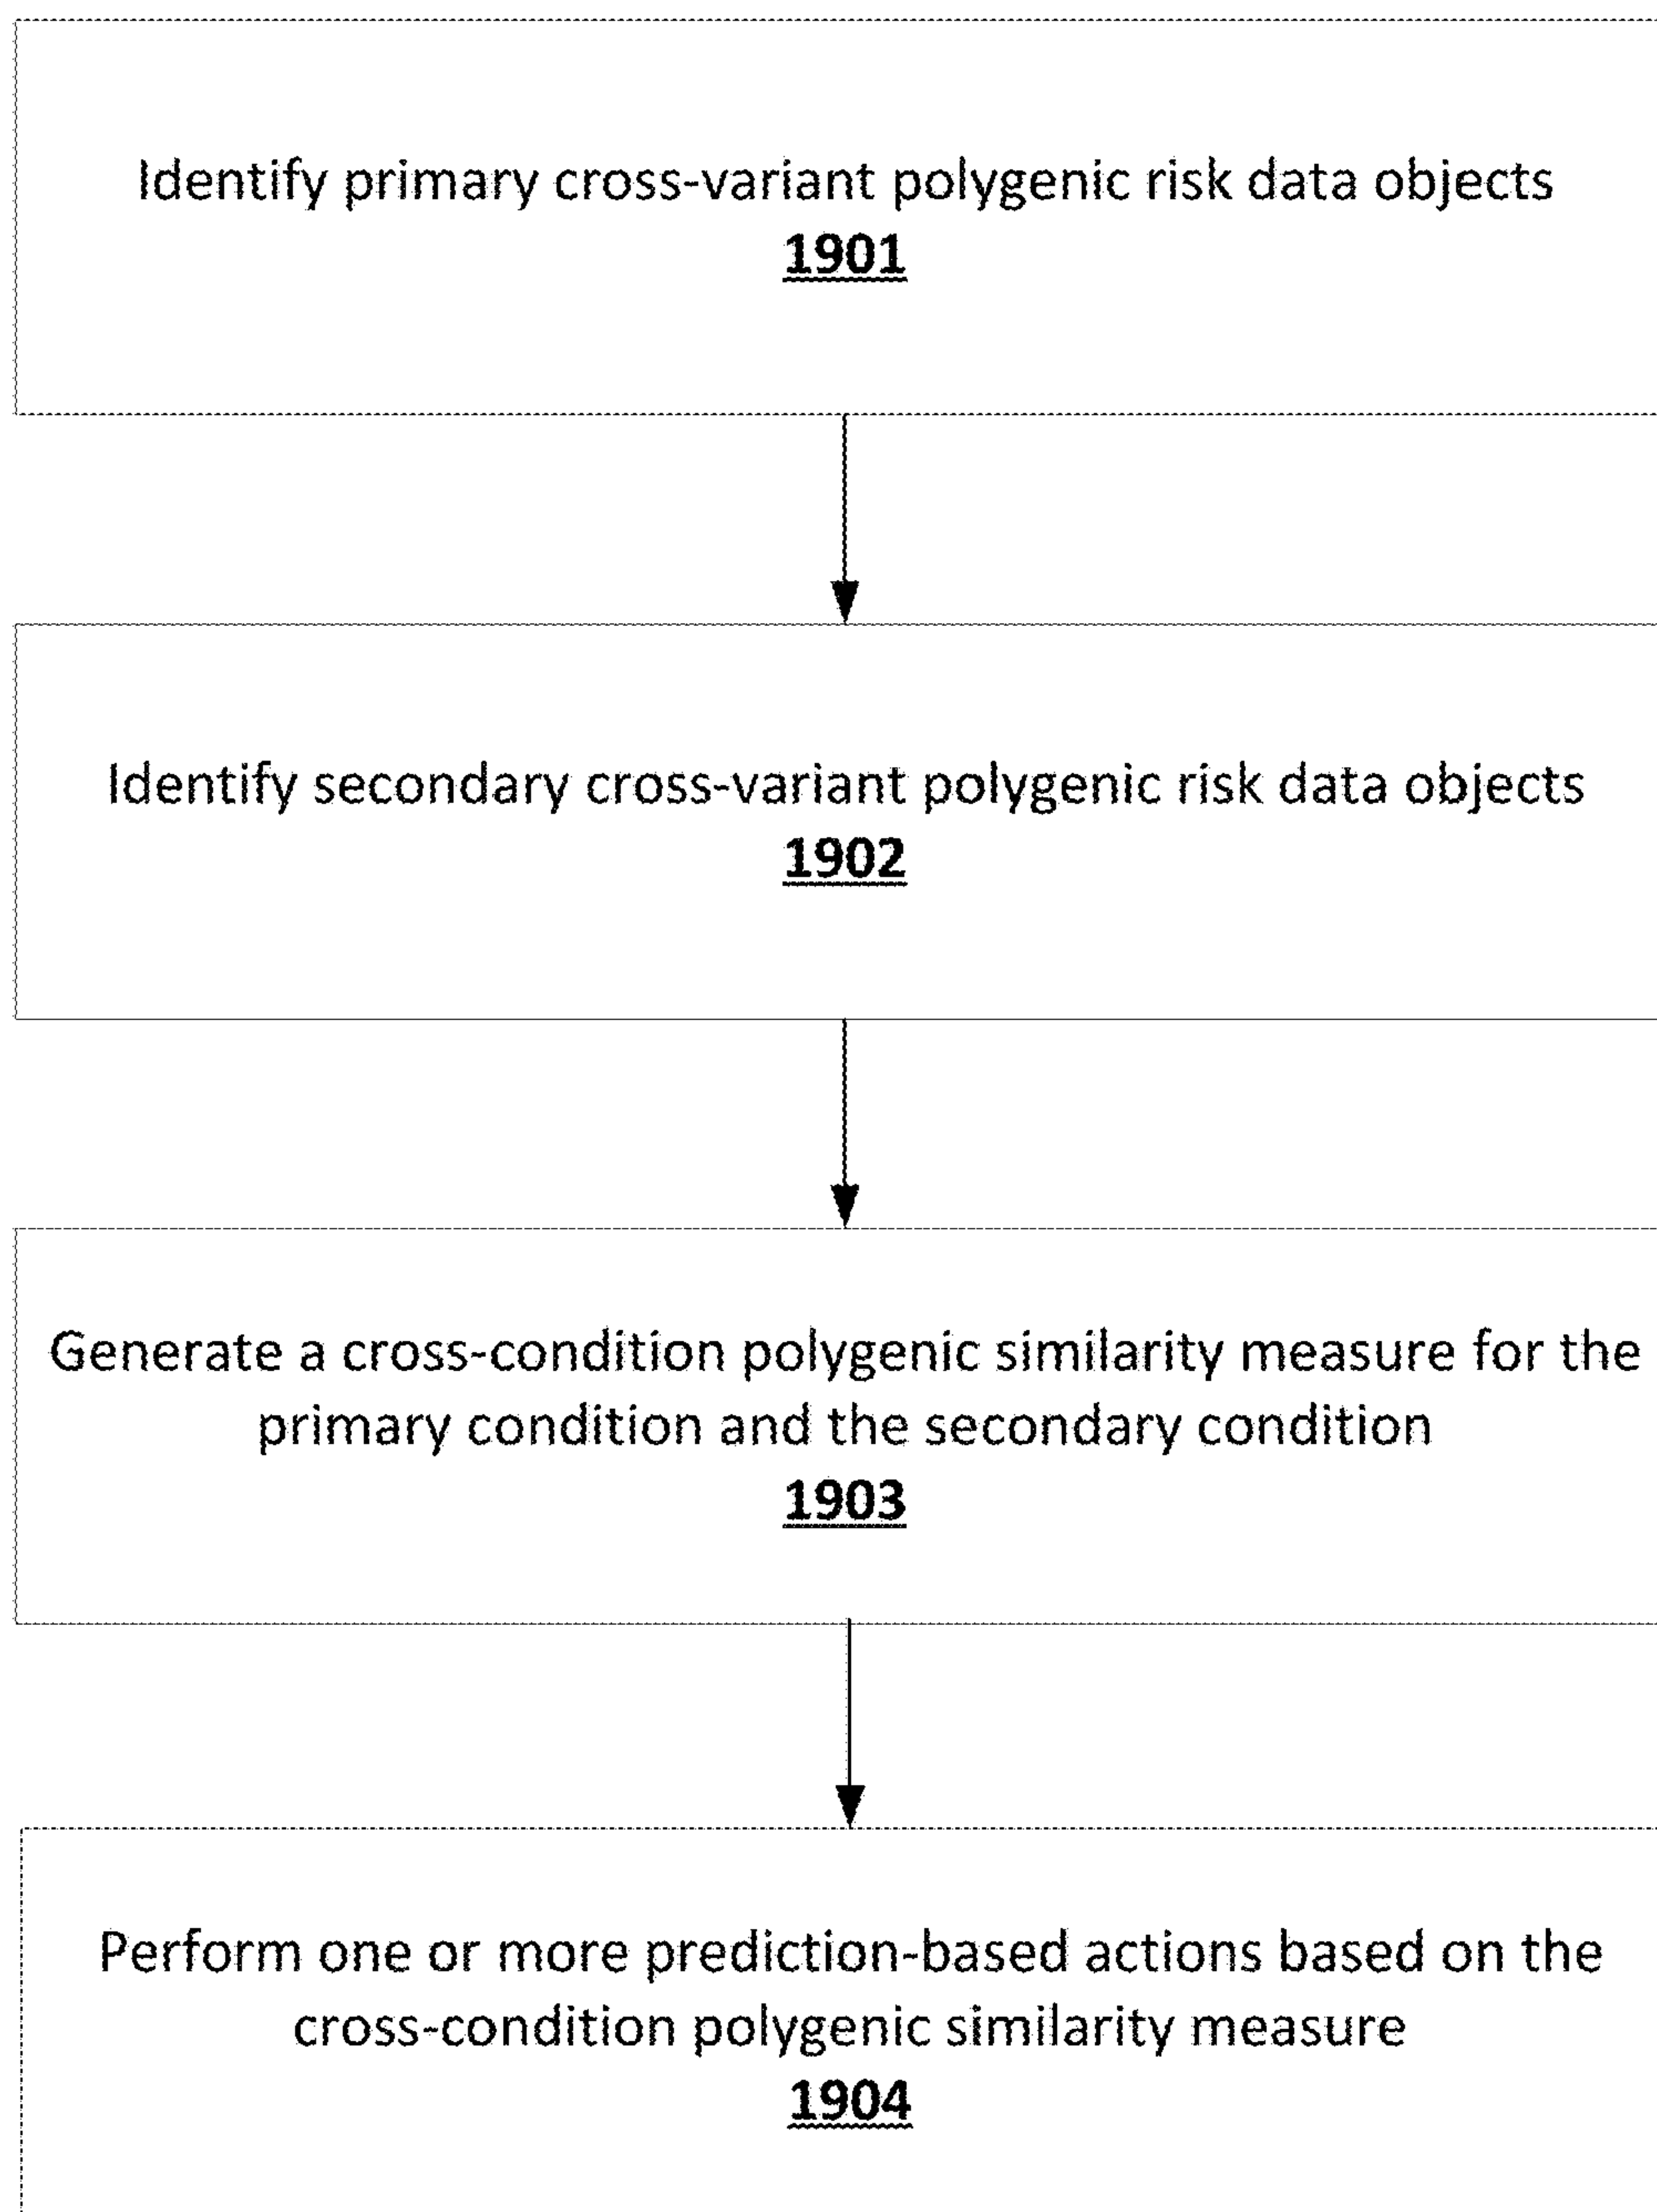 Identify primary cross-variant polygenic risk data objects
1901
Identify secondary cross-variant polygenic risk data objects
1902
Generate a cross-condition polygenic similarity measure for the
primary condition and the secondary condition
1903
Perform one or more prediction-based actions based on the
cross-condition polygenic similarity measure
1904